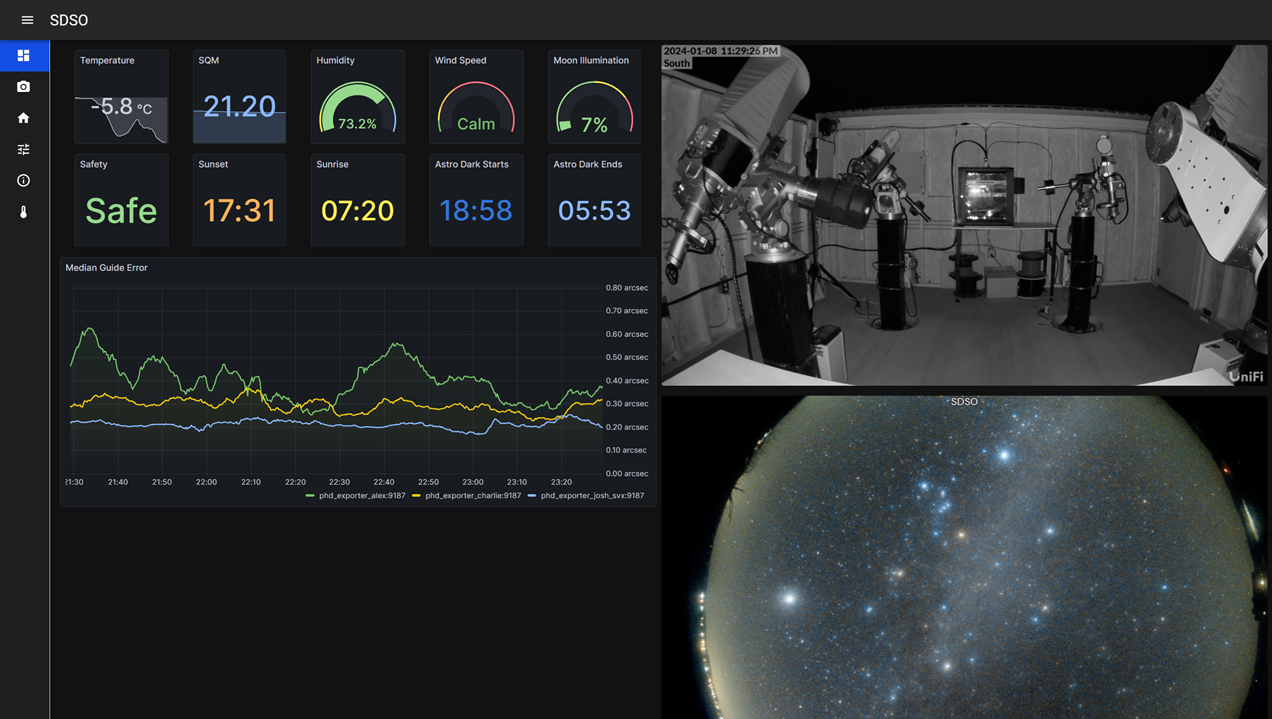 SDSO
Temperature
-5.8 °C
SQM
21.20
Humidity
73.2%
Wind Speed
Calm
Moon Illumination
7%
Safety
Safe
Sunset
17:31
Sunrise
07:20
Astro Dark Starts
18:58
Astro Dark Ends
05:53
Median Guide Error
0.80 arcsec
0.70 arcsec
0.60 arcsec
0.50 arcsec
0.40 arcsec
0.30 arcsec
0.20 arcsec
0.10 arcsec
0.00 arcsec
21:30 21:40 21:50 22:00 22:10 22:20 22:30 22:40 22:50 23:00 23:10 23:20
phd_exporter_alex:9187 phd_exporter_charlie:9187 phd_exporter_josh_svx:9187
2024-01-08 11:29:26 PM
South
UniFi
SDSO